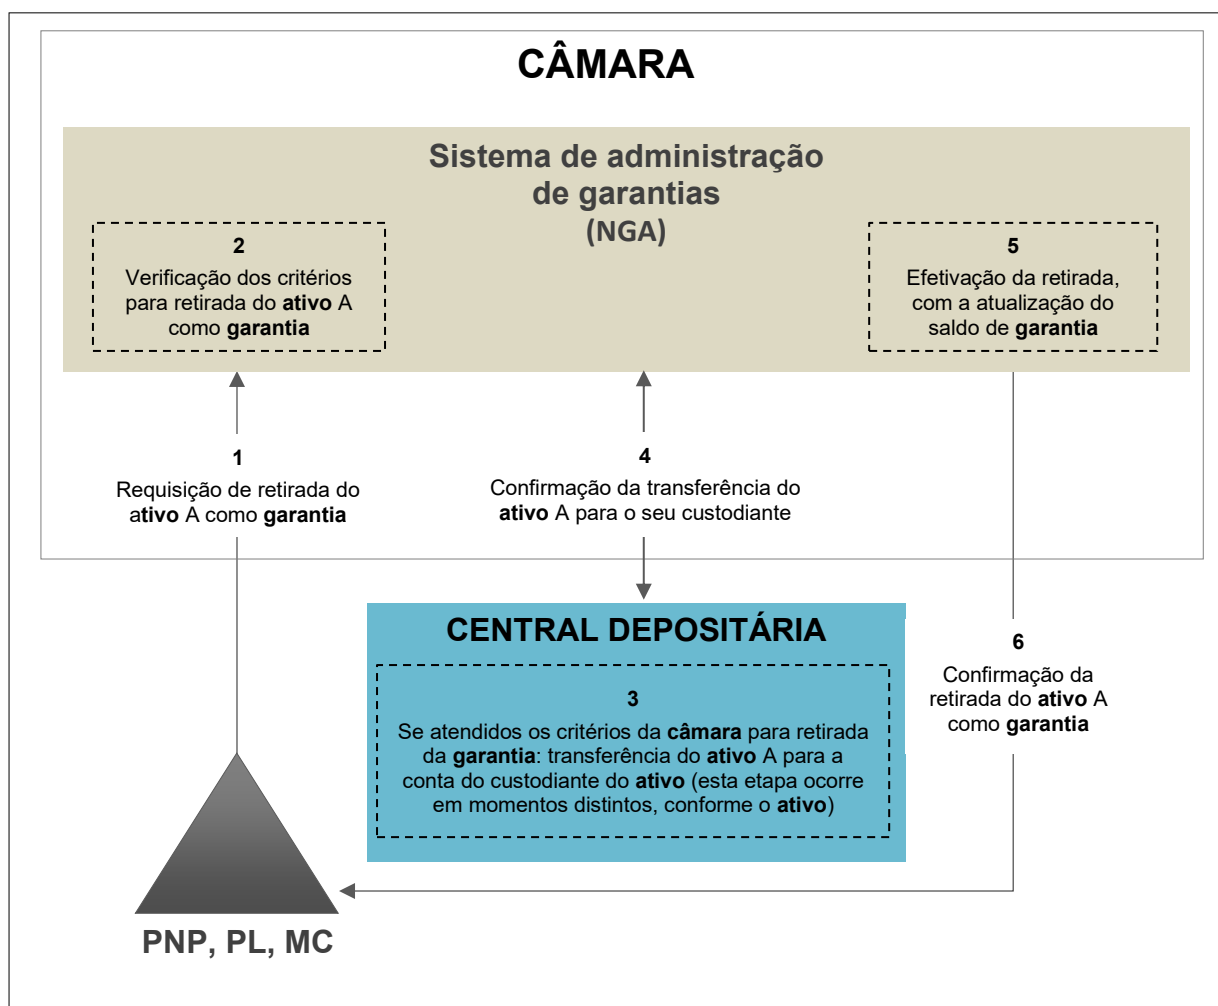 CÂMARA
Sistema de administração
de garantias
(NGA)
2
Verificação dos critérios
para retirada do ativo A
como garantia
5
Efetivação da retirada,
com a atualização do
saldo de garantia
1
Requisição de retirada do
ativo A como garantia
4
Confirmação da transferência do
ativo A para o seu custodiante
CENTRAL DEPOSITÁRIA
3
Se atendidos os critérios da câmara para retirada
da garantia: transferência do ativo A para a
conta do custodiante do ativo (esta etapa ocorre
em momentos distintos, conforme o ativo)
6
Confirmação da
retirada do ativo A
como garantia
PNP, PL, MC